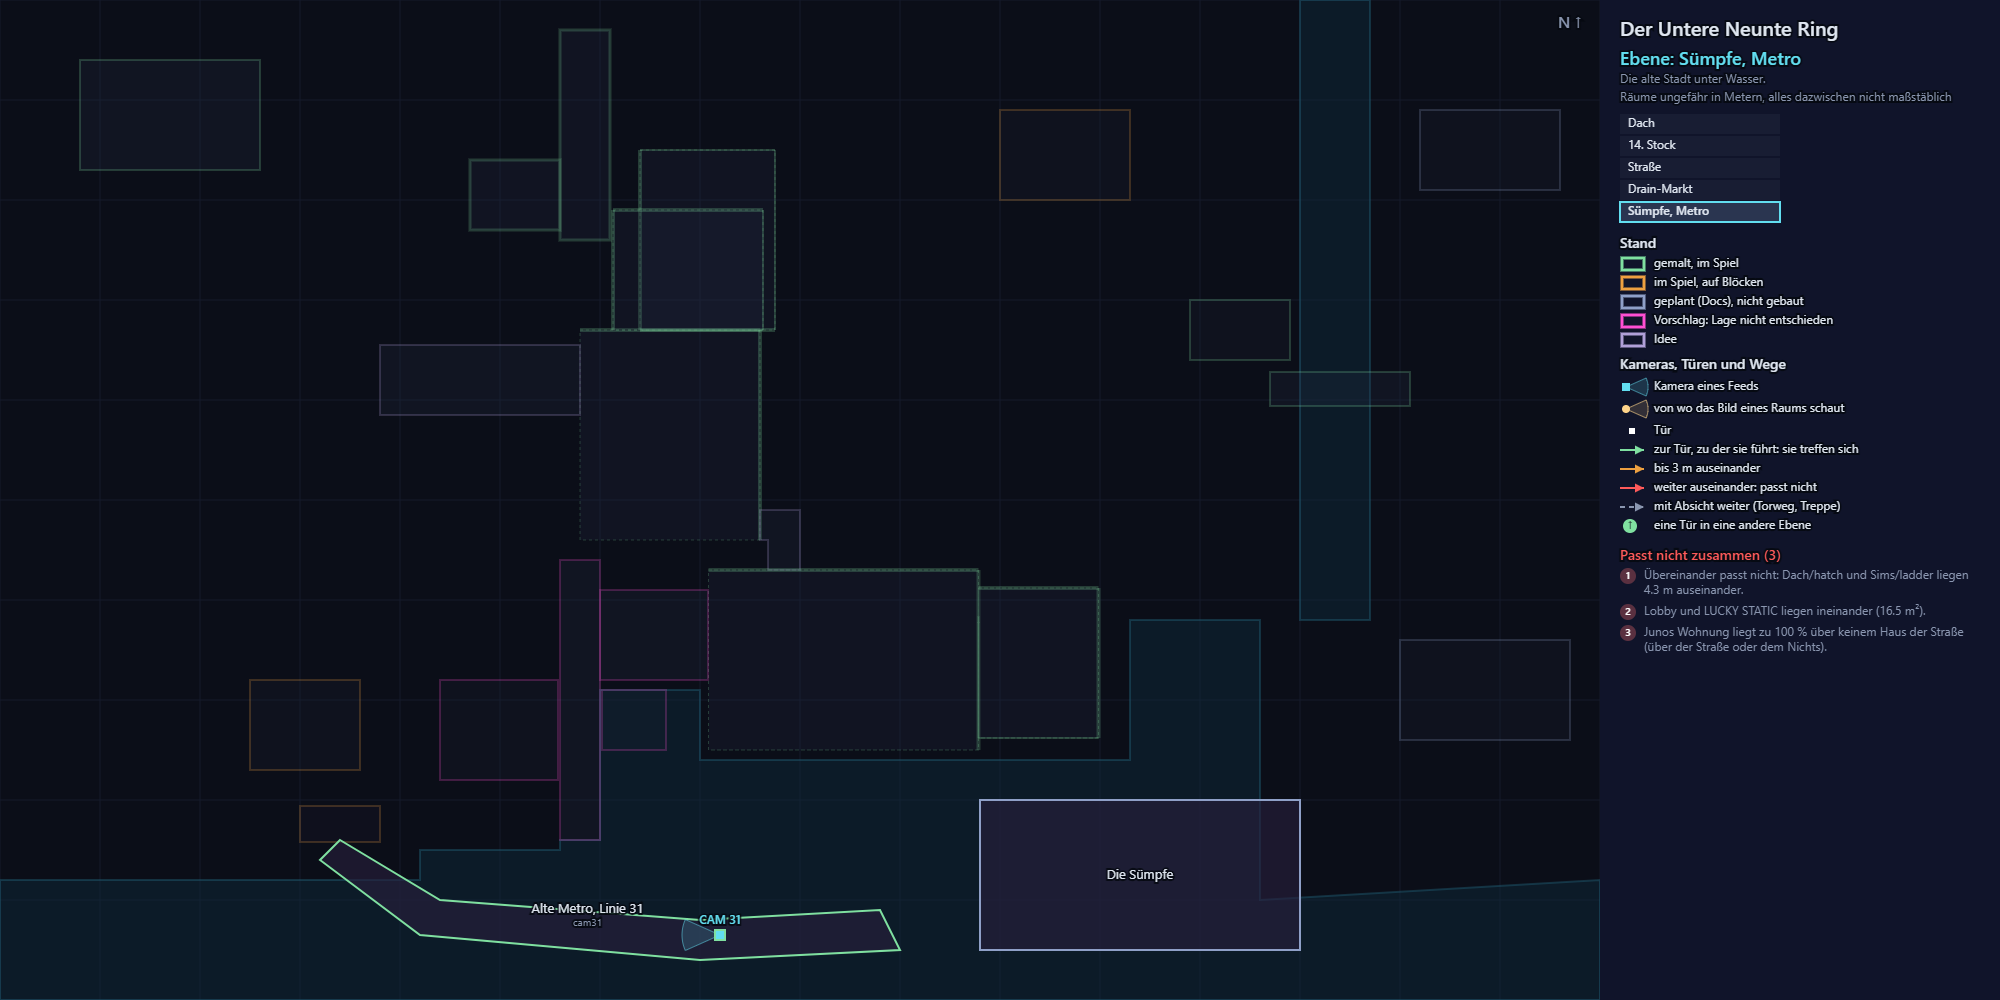 N ↑
Der Untere Neunte Ring
Ebene: Sümpfe, Metro
Die alte Stadt unter Wasser.
Räume ungefähr in Metern, alles dazwischen nicht maßstäblich
Dach
14. Stock
Straße
Drain-Markt
Sümpfe, Metro
Stand
gemalt, im Spiel
im Spiel, auf Blöcken
geplant (Docs), nicht gebaut
Vorschlag: Lage nicht entschieden
Idee
Kameras, Türen und Wege
Kamera eines Feeds
von wo das Bild eines Raums schaut
Tür
zur Tür, zu der sie führt: sie treffen sich
bis 3 m auseinander
weiter auseinander: passt nicht
mit Absicht weiter (Torweg, Treppe)
↑ eine Tür in eine andere Ebene
Passt nicht zusammen (3)
1 Übereinander passt nicht: Dach/hatch und Sims/ladder liegen
4.3 m auseinander.
2 Lobby und LUCKY STATIC liegen ineinander (16.5 m²).
3 Junos Wohnung liegt zu 100 % über keinem Haus der Straße
(über der Straße oder dem Nichts).
Die Sümpfe
Alte Metro, Linie 31
cam31
CAM 31